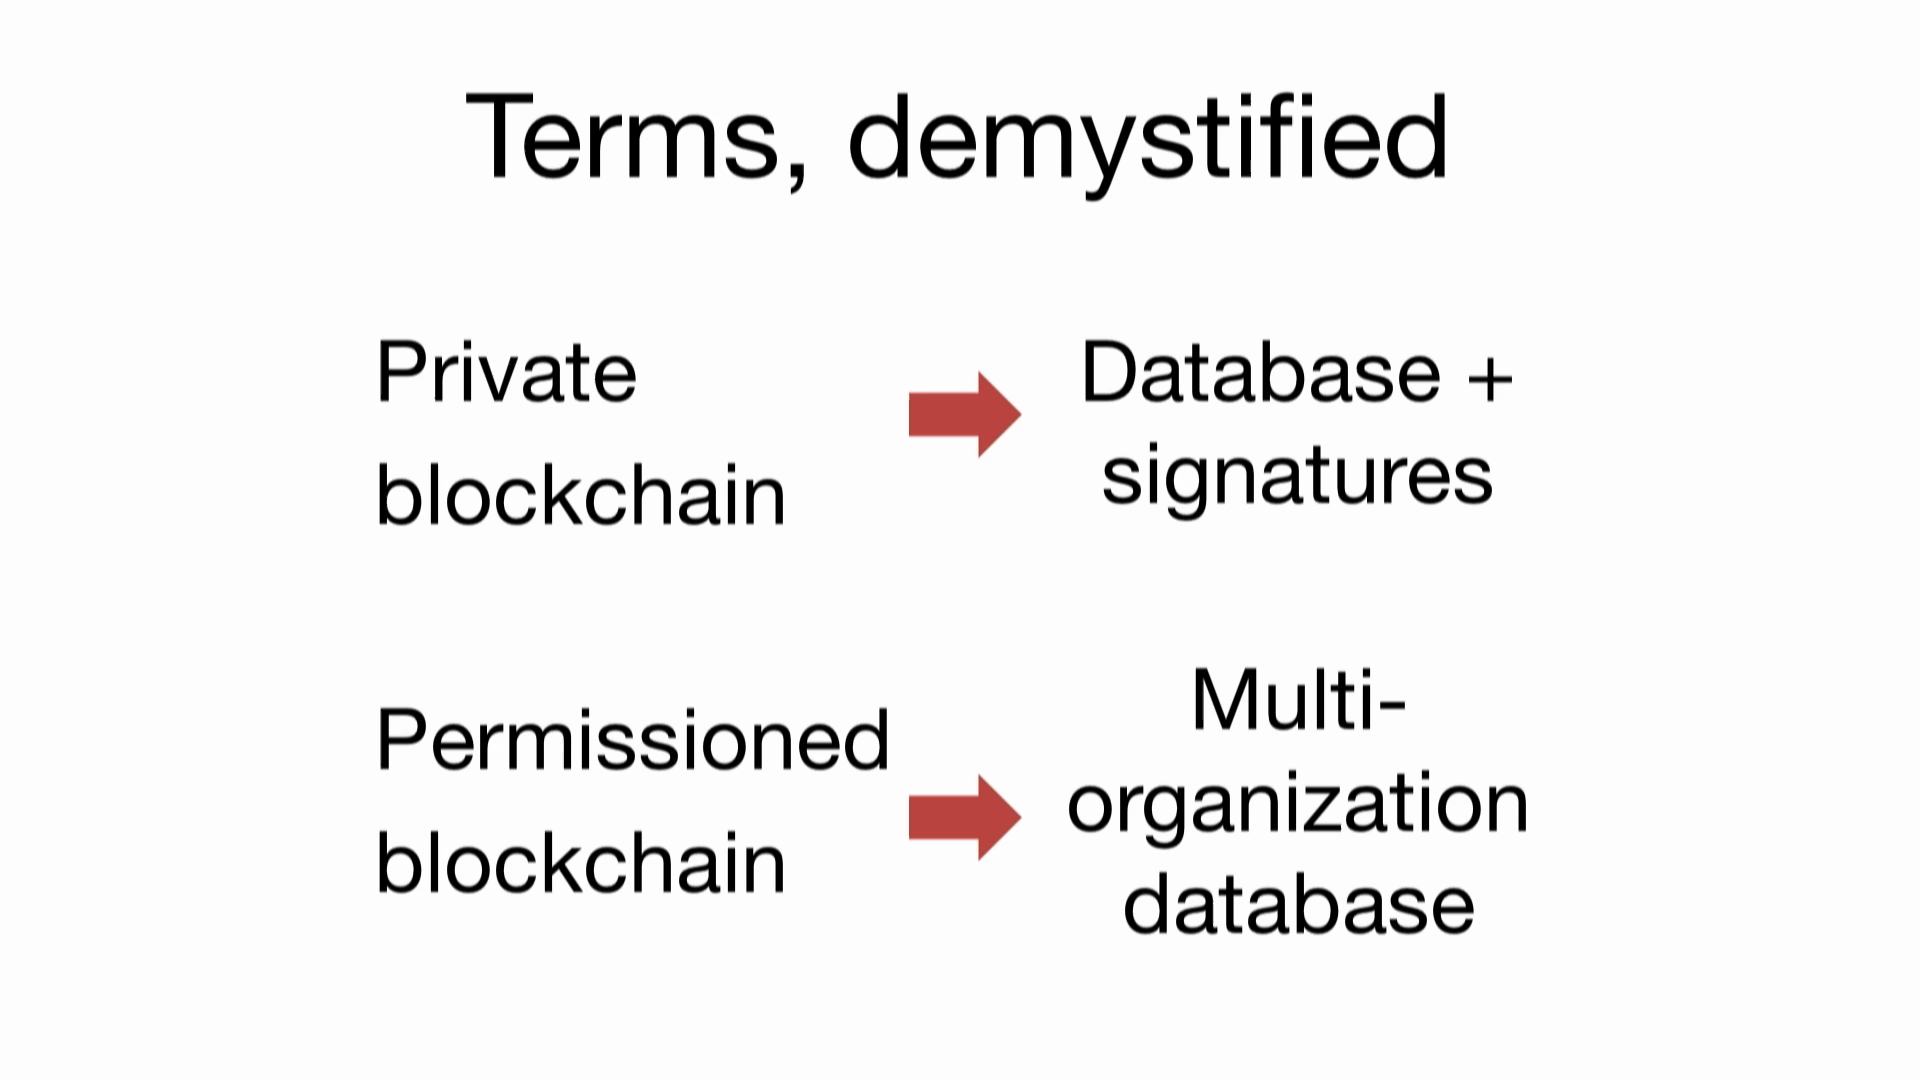 Terms, demystified
Private
blockchain
Database +
signatures
Permissioned
blockchain
Multi-
organization
database